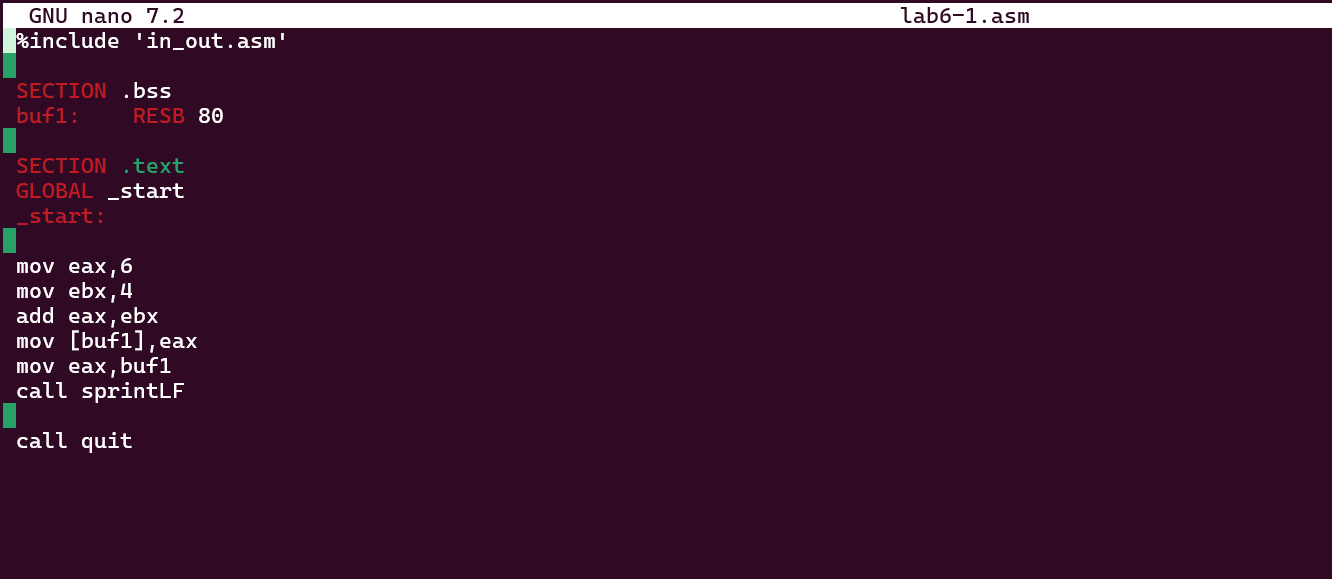 GNU nano 7.2 lab6-1.asm
%include 'in_out.asm'
SECTION .bss
buf1: RESB 80
SECTION .text
GLOBAL _start
_start:
mov eax,6
mov ebx,4
add eax,ebx
mov [buf1],eax
mov eax,buf1
call sprintLF
call quit